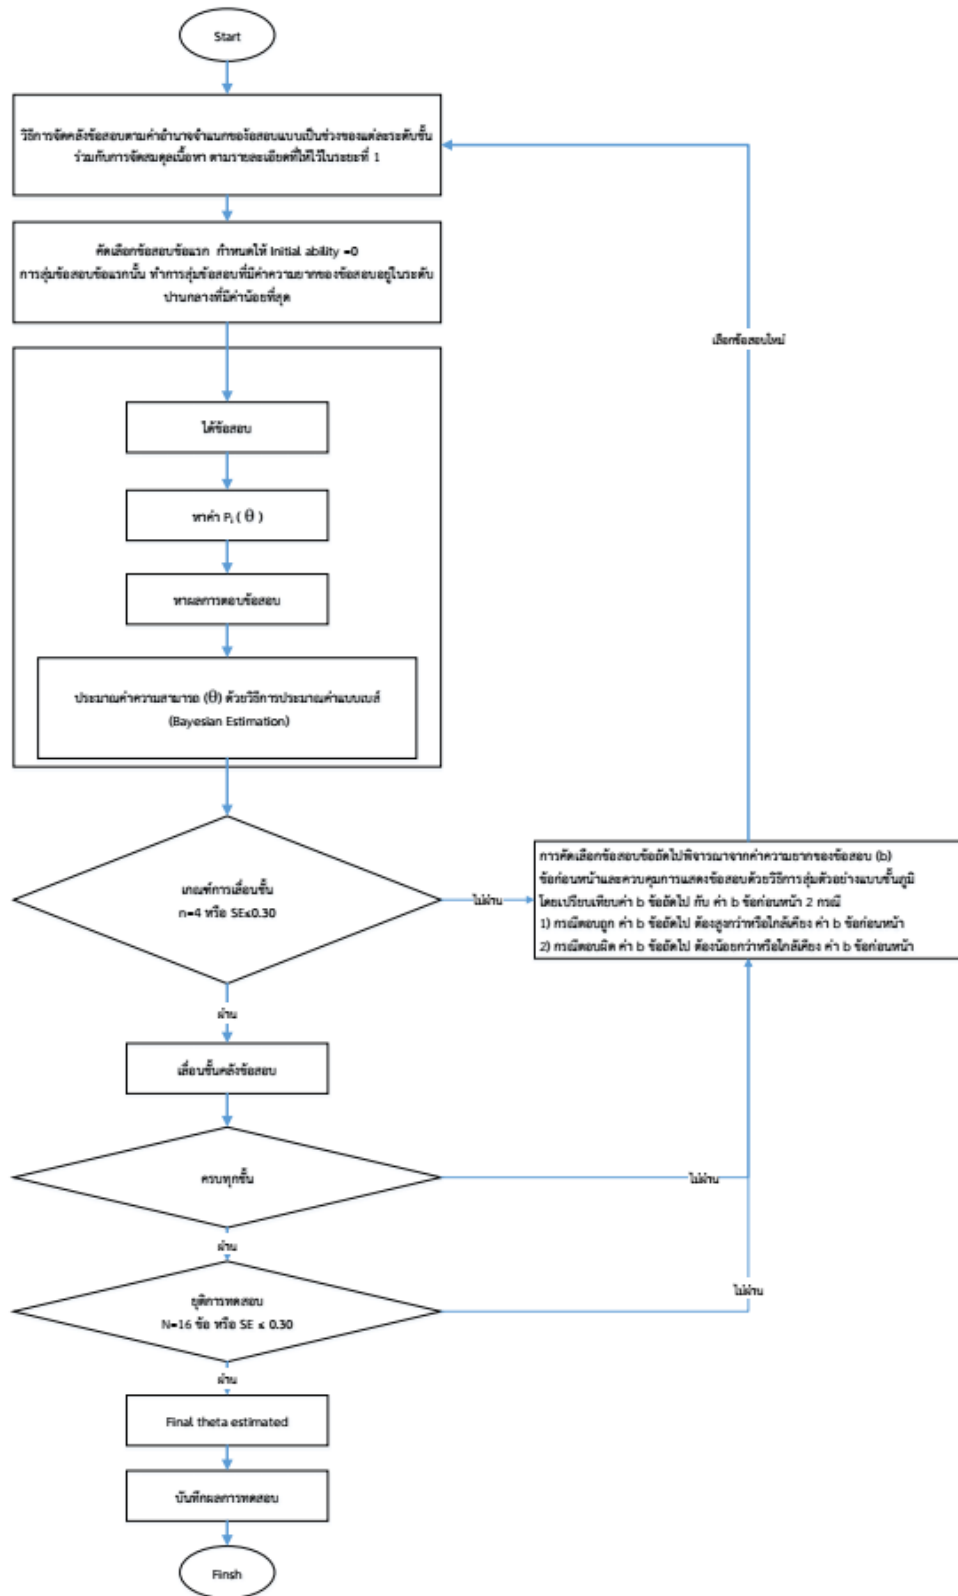 Start
วิธีการจัดคลังข้อสอบตามค่าอำนาจจำแนกของ้อสอบแบบเป็นช่วงของแต่ละระดับชั้น
ร่วมกับการจัดสมดุลเนื้อหา ตามรายละเอียดที่ให้ไว้ในระยะที่ 1
คัดเลือกข้อสอบข้อแรก กำหนดให้ Initial ability =0
การสุ่มข้อสอบข้อแรกนั้น ทำการสุ่มข้อสอบที่มีค่าความยากของข้อสอบอยู่ในระดับ
ปานกลางที่มีค่าน้อยที่สุด
เลือกข้อสอบใหม่
ได้ข้อสอบ
หาค่า Pᵢ ( θ )
หาผลการตอบข้อสอบ
ประมาณค่าความสามารถ (θ) ด้วยวิธีการประมาณค่าแบบเบส์
(Bayesian Estimation)
เกณฑ์การเลื่อนชั้น
n=4 หรือ SE≤0.30
ไม่ผ่าน
การคัดเลือกข้อสอบข้อถัดไปพิจารณาจากค่าความยากของข้อสอบ (b)
ข้อก่อนหน้าและควบคุมการแสดงข้อสอบด้วยวิธีการสุ่มตัวอย่างแบบชั้นภูมิ
โดยเปรียบเทียบค่า b ข้อถัดไป กับ ค่า b ข้อก่อนหน้า 2 กรณี
1) กรณีตอบถูก ค่า b ข้อถัดไป ต้องสูงกว่าหรือใกล้เคียง ค่า b ข้อก่อนหน้า
2) กรณีตอบผิด ค่า b ข้อถัดไป ต้องน้อยกว่าหรือใกล้เคียง ค่า b ข้อก่อนหน้า
ผ่าน
เลื่อนชั้นคลังข้อสอบ
ครบทุกชั้น
ไม่ผ่าน
ผ่าน
ยุติการทดสอบ
N=16 ข้อ หรือ SE ≤ 0.30
ไม่ผ่าน
ผ่าน
Final theta estimated
บันทึกผลการทดสอบ
Finsh